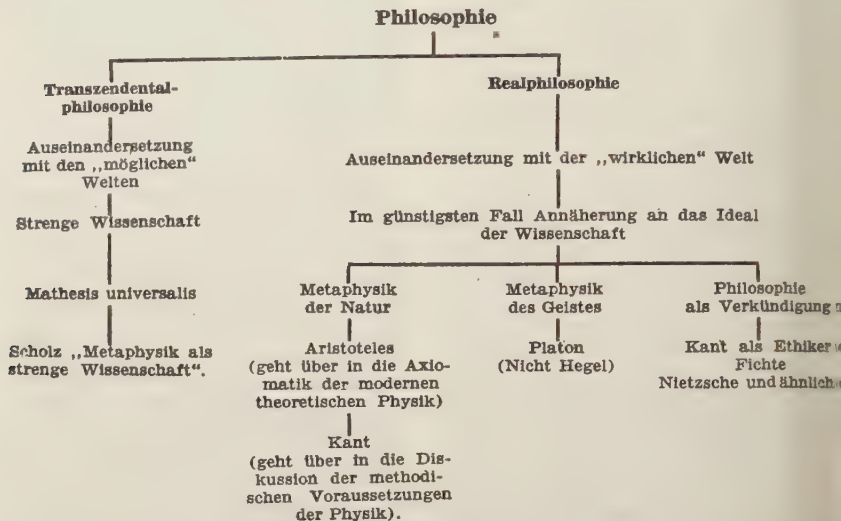 Philosophie
Transzendental-
philosophie
Auseinandersetzung
mit den „möglichen“
Welten
Strenge Wissenschaft
Mathesis universalis
Scholz „Metaphysik als
strenge Wissenschaft“.
Realphilosophie
Auseinandersetzung mit der „wirklichen“ Welt
Im günstigsten Fall Annäherung an das Ideal
der Wissenschaft
Metaphysik
der Natur
Aristoteles
(geht über in die Axio-
matik der modernen
theoretischen Physik)
Kant
(geht über in die Dis-
kussion der methodi-
schen Voraussetzungen
der Physik).
Metaphysik
des Geistes
Platon
(Nicht Hegel)
Philosophie
als Verkündigung
Kant als Ethiker
Fichte
Nietzsche und ähnlich